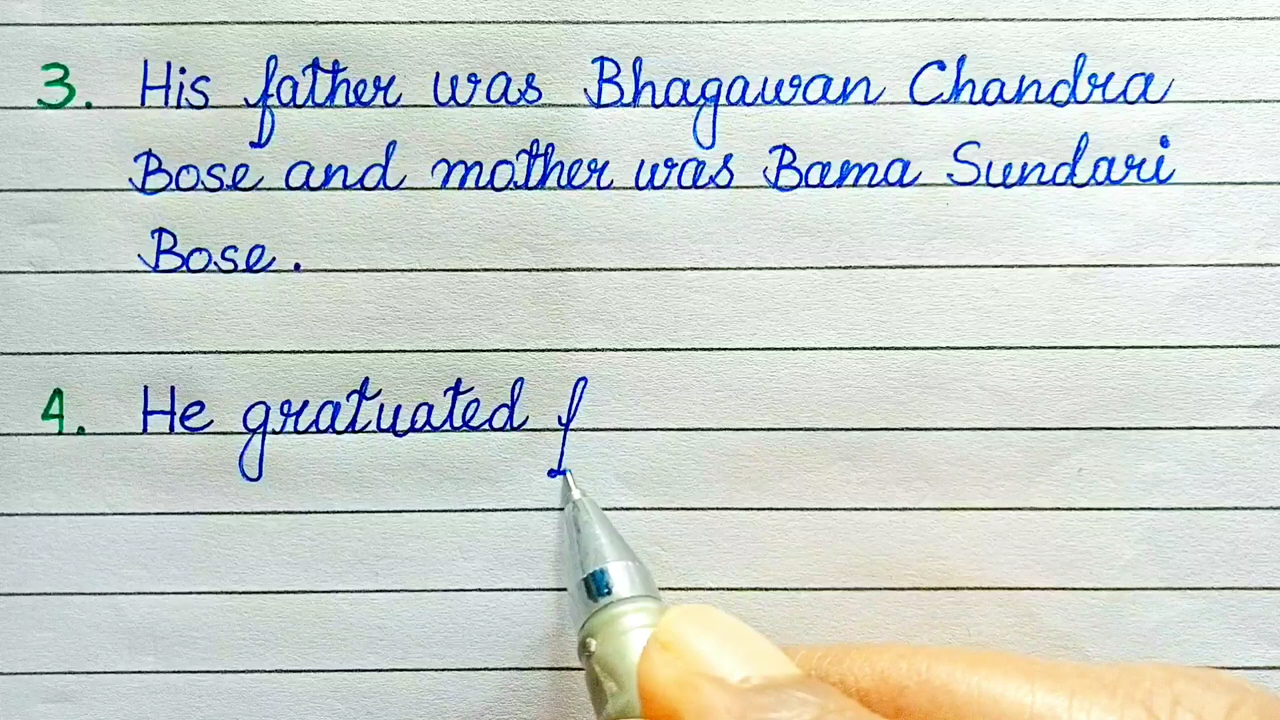 3. His father was Bhagawan Chandra
Bose and mother was Bama Sundari
Bose.
4. He gratuated f